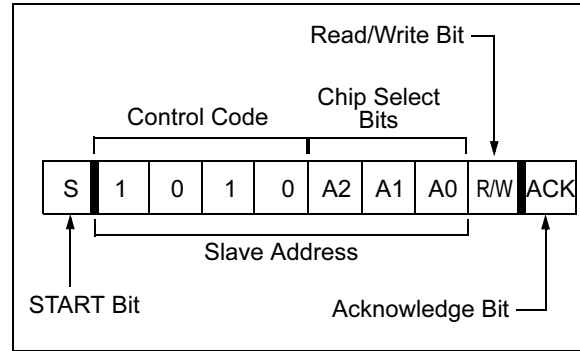 Read/Write Bit
Chip Select
Control Code Bits
S 1 0 1 0 A2 A1 A0 R/W ACK
Slave Address
START Bit Acknowledge Bit